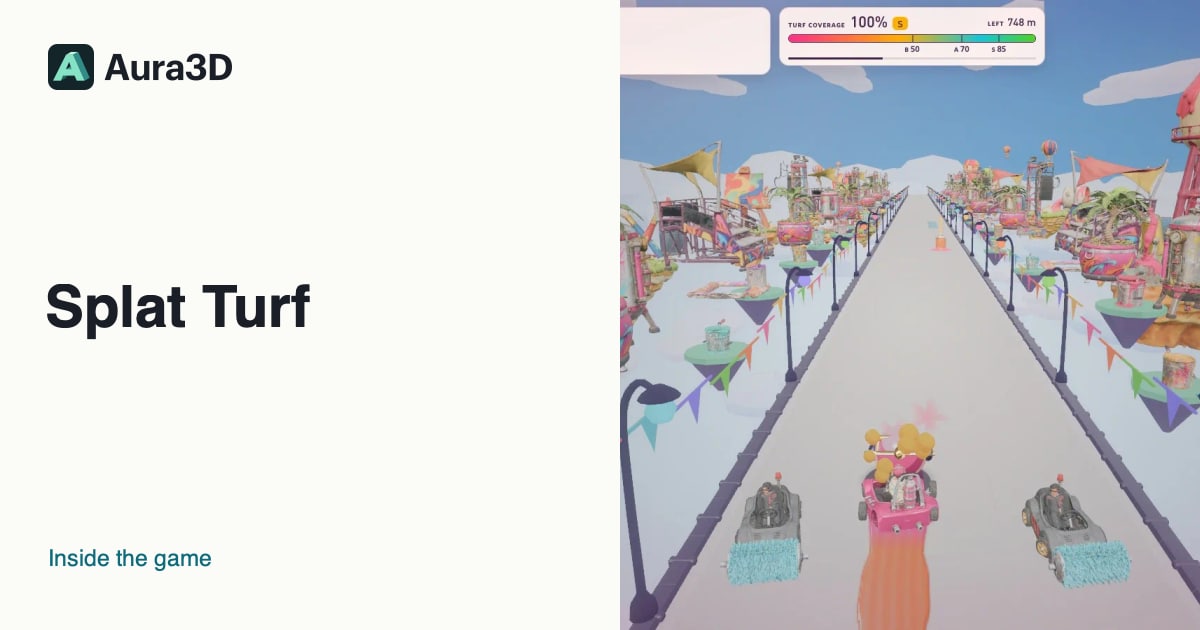 Aura3D
Splat Turf
Inside the game
TURF COVERAGE 100% S LEFT 748 m
B 50 A 70 S 85